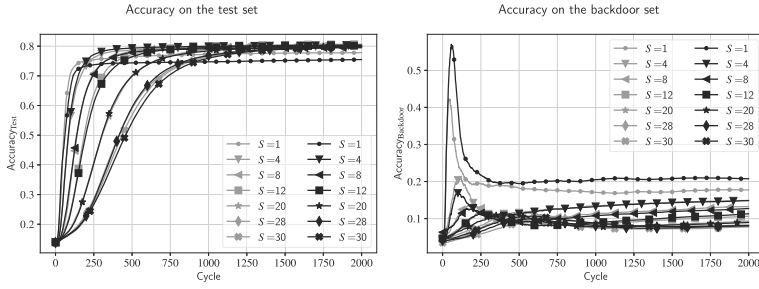 Accuracy on the test set
Accuracy_Test
0.8
0.7
0.6
0.5
0.4
0.3
0.2
S = 1
S = 4
S = 8
S = 12
S = 20
S = 28
S = 30
S = 1
S = 4
S = 8
S = 12
S = 20
S = 28
S = 30
0 250 500 750 1000 1250 1500 1750 2000
Cycle
Accuracy on the backdoor set
Accuracy_Backdoor
0.5
0.4
0.3
0.2
0.1
S = 1
S = 4
S = 8
S = 12
S = 20
S = 28
S = 30
S = 1
S = 4
S = 8
S = 12
S = 20
S = 28
S = 30
0 250 500 750 1000 1250 1500 1750 2000
Cycle